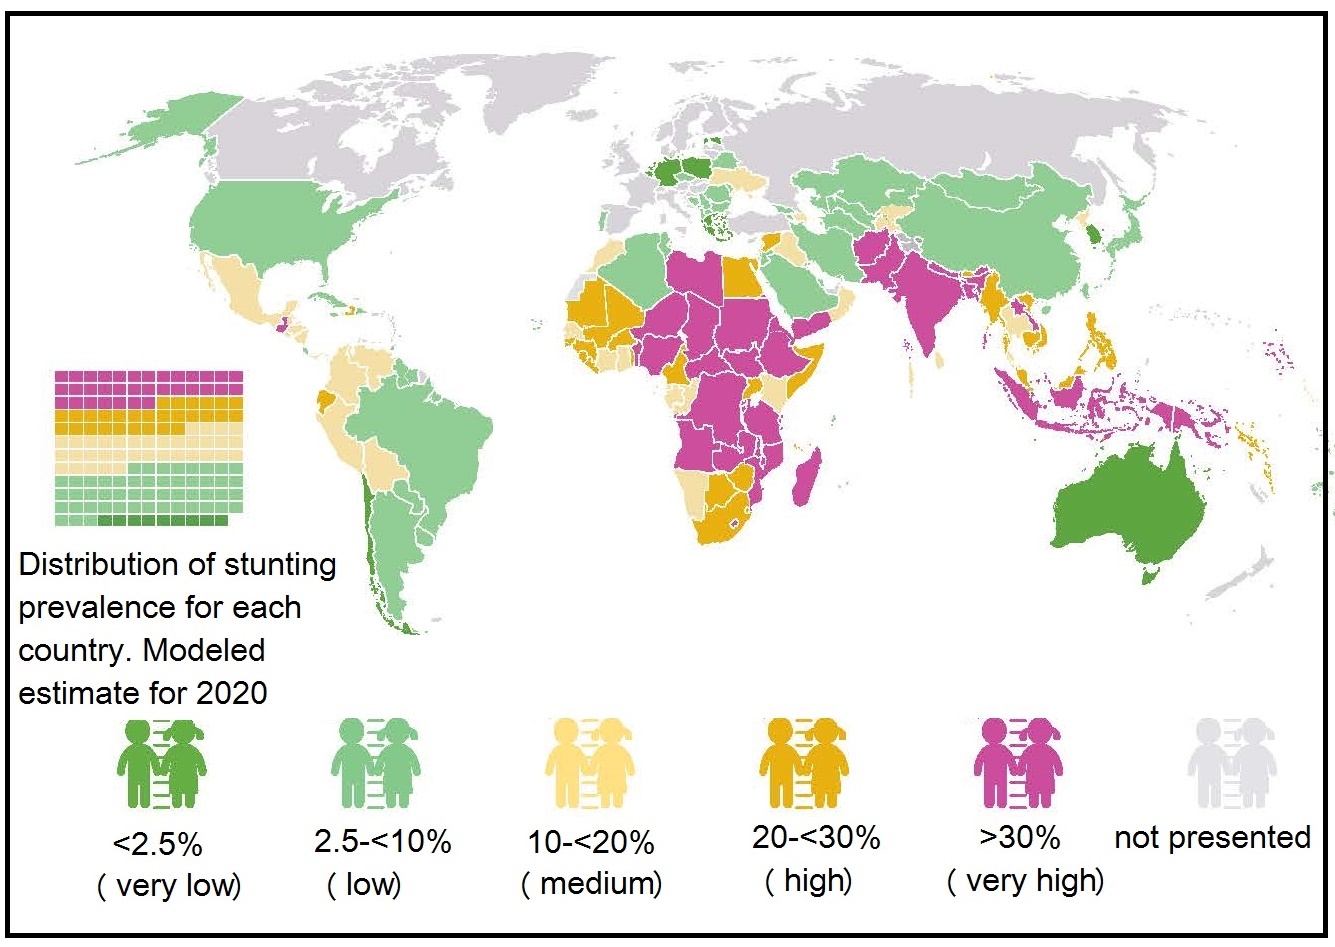 Distribution of stunting
prevalence for each
country. Modeled
estimate for 2020
<2.5%
( very low)
2.5-<10%
( low)
10-<20%
( medium)
20-<30%
( high)
>30%
( very high)
not presented